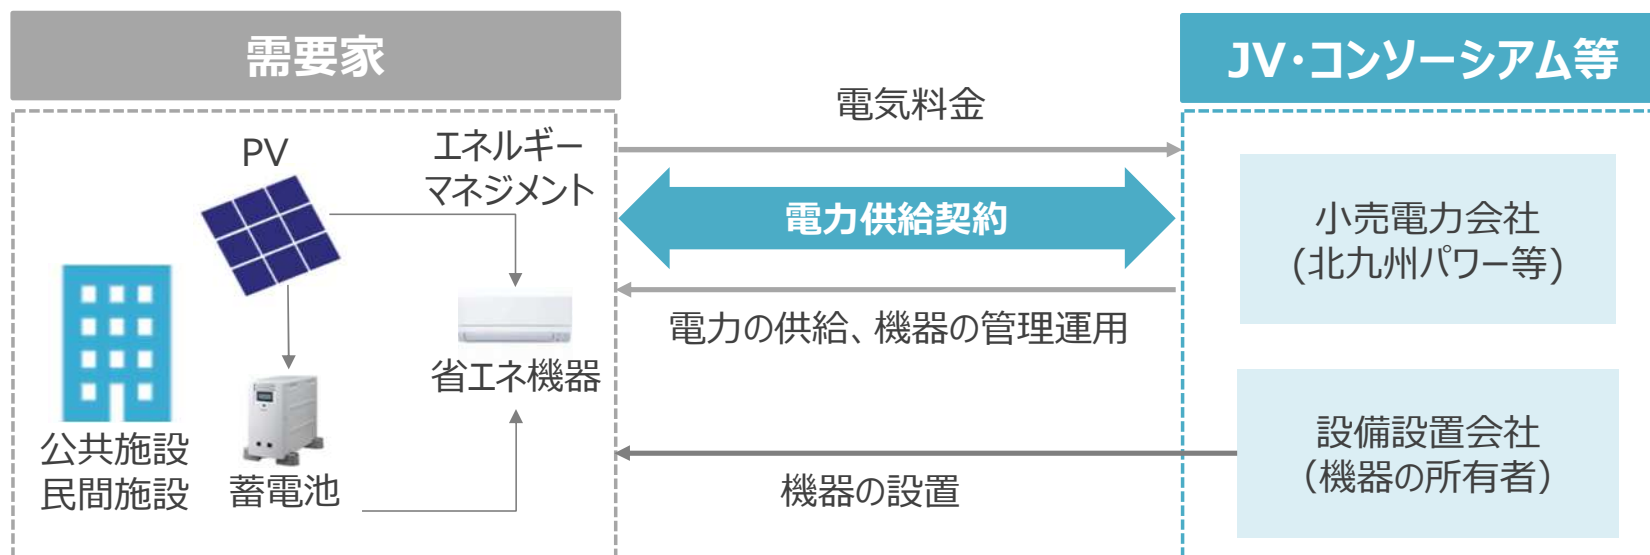 需要家
JV・コンソーシアム等
電気料金
PV
エネルギー
マネジメント
電力供給契約
小売電力会社
(北九州パワー等)
電力の供給、機器の管理運用
省エネ機器
公共施設
民間施設
蓄電池
機器の設置
設備設置会社
(機器の所有者)